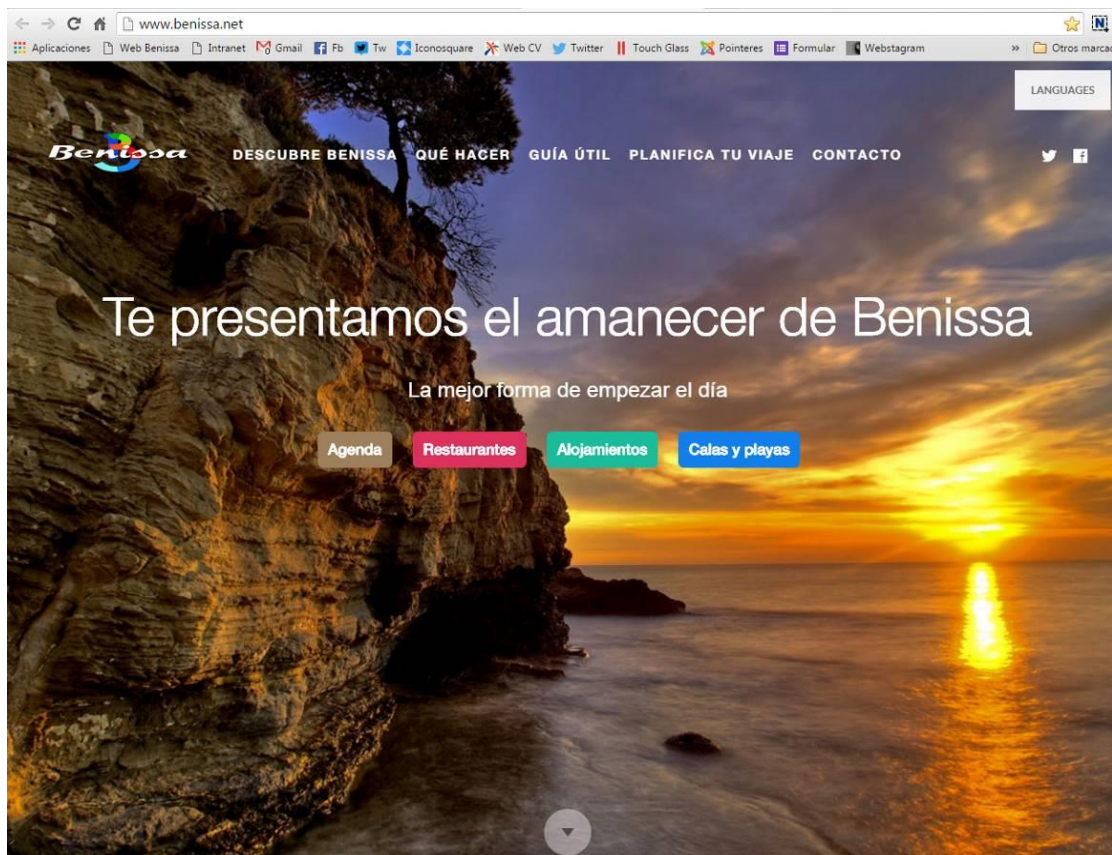 www.benissa.net
Aplicaciones Web Benissa Intranet Gmail Fb Tw Iconosquare Web CV Twitter Touch Glass Pointeres Formular Webstagram » Otros marcad
LANGUAGES
Benissa DESCUBRE BENISSA QUÉ HACER GUÍA ÚTIL PLANIFICA TU VIAJE CONTACTO
Te presentamos el amanecer de Benissa
La mejor forma de empezar el día
Agenda Restaurantes Alojamientos Calas y playas